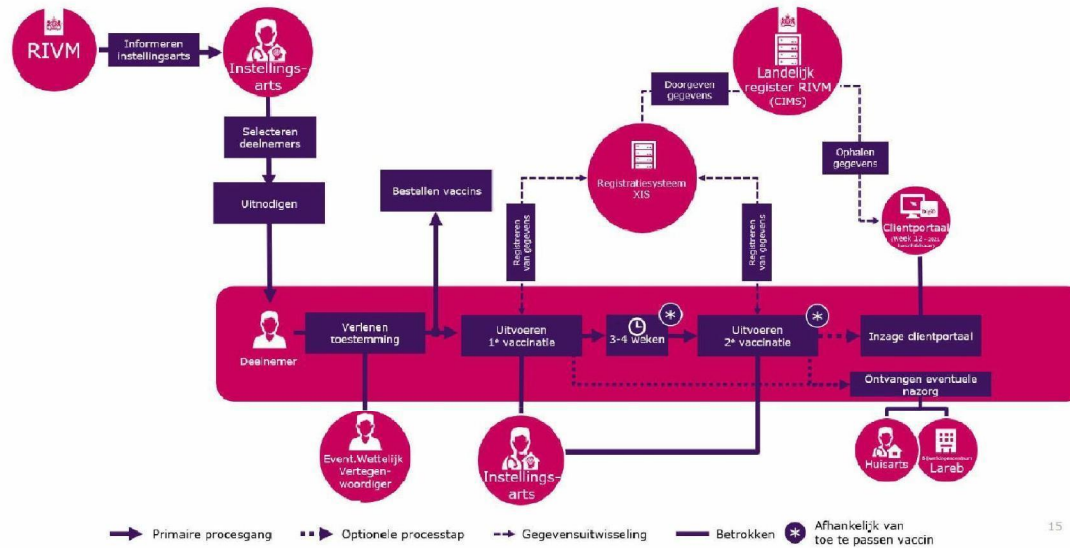 RIVM
Informeren
instellingsarts
Instellings-
arts
Selecteren
deelnemers
Uitnodigen
Bestellen vaccins
Landelijk
register RIVM
(CIMS)
Doorgeven
gegevens
Ophalen
gegevens
Registratiesysteem
XIS
Registreren
van gegevens
Registreren
van gegevens
Clientportaal
(Week 12 - 2021
Deelnemer
Verlenen
toestemming
Uitvoeren
1e vaccinatie
3-4 weken
*
Uitvoeren
2e vaccinatie
*
Inzage clientportaal
Ontvangen eventuele
nazorg
Event.Wettelijk
Vertegen-
woordiger
Instellings-
arts
Huisarts
Lareb
Primaire procesgang
Optionele processtap
Gegevensuitwisseling
Betrokken
*
Afhankelijk van
toe te passen vaccin
15